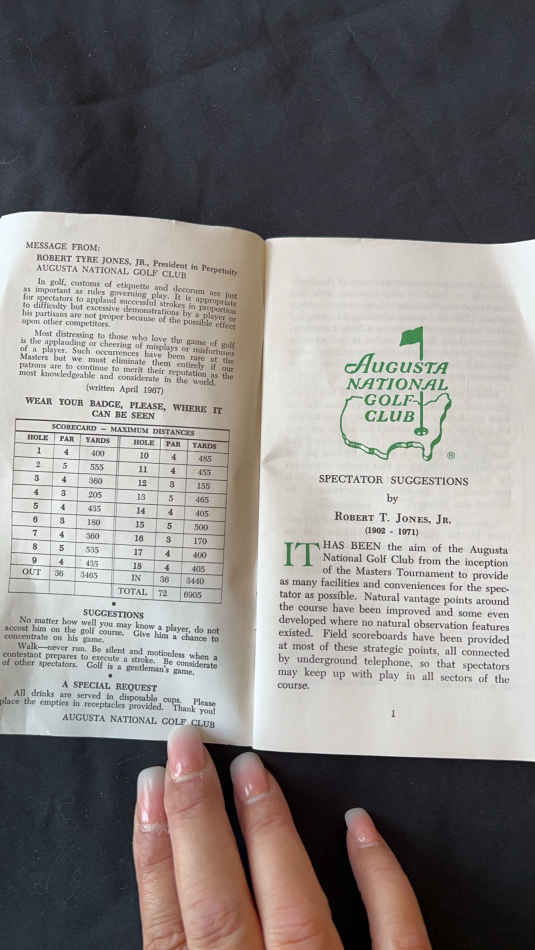 MESSAGE FROM:
ROBERT TYRE JONES, JR., President in Perpetuity
AUGUSTA NATIONAL GOLF CLUB
In golf, customs of etiquette and decorum are just
as important as rules governing play. It is appropriate
for spectators to applaud successful strokes in proportion
to difficulty but excessive demonstrations by a player or
his partisans are not proper because of the possible effect
upon other competitors.
Most distressing to those who love the game of golf
is the applauding or cheering of misplays or misfortunes
of a player. Such occurrences have been rare at the
Masters but we must eliminate them entirely if our
patrons are to continue to merit their reputation as the
most knowledgeable and considerate in the world.
(written April 1967)
WEAR YOUR BADGE, PLEASE, WHERE IT
CAN BE SEEN
SCORECARD — MAXIMUM DISTANCES
HOLE PAR YARDS HOLE PAR YARDS
1 4 400 10 4 485
2 5 555 11 4 455
3 4 360 12 3 155
4 3 205 13 5 465
5 4 435 14 4 405
6 3 180 15 5 500
7 4 360 16 3 170
8 5 535 17 4 400
9 4 435 18 4 405
OUT 36 3465 IN 36 3440
TOTAL 72 6905
SUGGESTIONS
No matter how well you may know a player, do not
accost him on the golf course. Give him a chance to
concentrate on his game.
Walk—never run. Be silent and motionless when a
contestant prepares to execute a stroke. Be considerate
of other spectators. Golf is a gentleman's game.
A SPECIAL REQUEST
All drinks are served in disposable cups. Please
place the empties in receptacles provided. Thank you!
AUGUSTA NATIONAL GOLF CLUB
AUGUSTA
NATIONAL
GOLF
CLUB
®
SPECTATOR SUGGESTIONS
by
ROBERT T. JONES, JR.
(1902 - 1971)
IT HAS BEEN the aim of the Augusta
National Golf Club from the inception
of the Masters Tournament to provide
as many facilities and conveniences for the spec-
tator as possible. Natural vantage points around
the course have been improved and some even
developed where no natural observation features
existed. Field scoreboards have been provided
at most of these strategic points, all connected
by underground telephone, so that spectators
may keep up with play in all sectors of the
course.
1